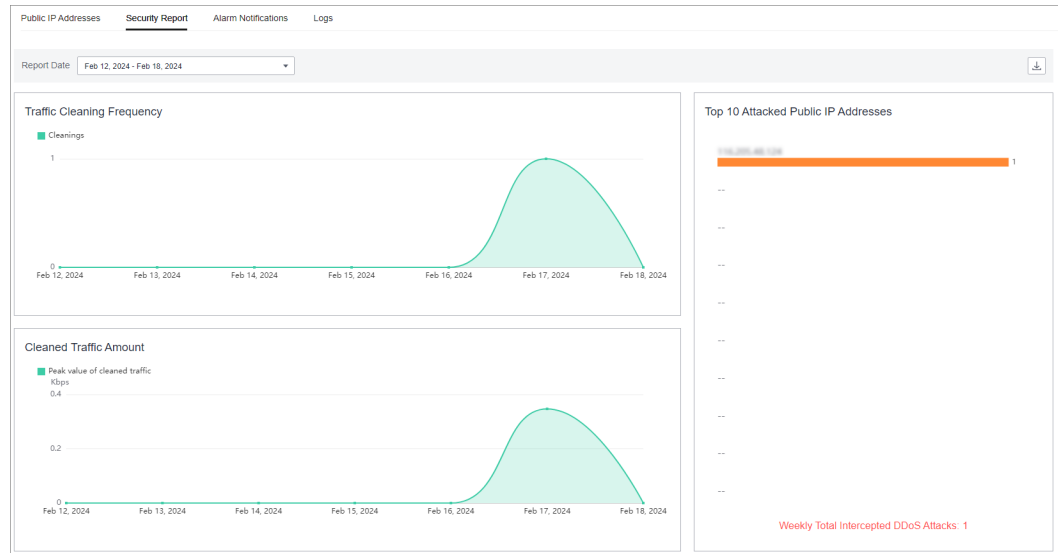 Public IP Addresses Security Report Alarm Notifications Logs
Report Date Feb 12, 2024 - Feb 18, 2024
Traffic Cleaning Frequency
Cleanings
1
0
Feb 12, 2024 Feb 13, 2024 Feb 14, 2024 Feb 15, 2024 Feb 16, 2024 Feb 17, 2024 Feb 18, 2024
Cleaned Traffic Amount
Peak value of cleaned traffic
Kbps
0.4
0.2
0
Feb 12, 2024 Feb 13, 2024 Feb 14, 2024 Feb 15, 2024 Feb 16, 2024 Feb 17, 2024 Feb 18, 2024
Top 10 Attacked Public IP Addresses
1
--
--
--
--
--
--
--
--
--
Weekly Total Intercepted DDoS Attacks: 1